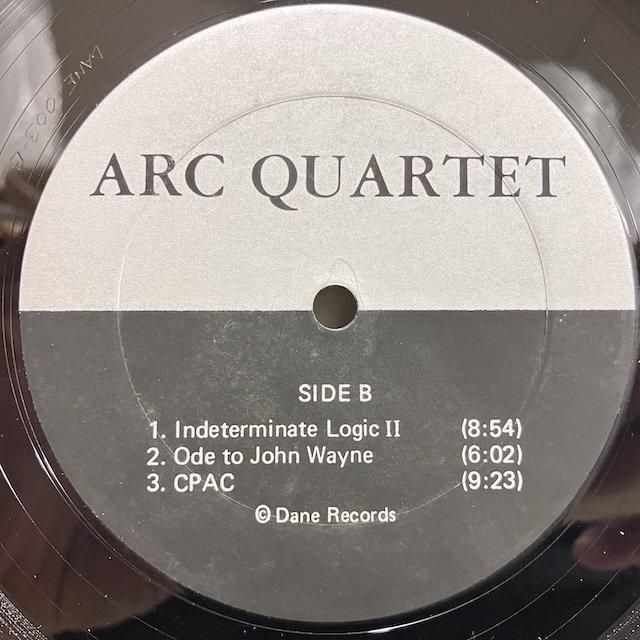 ARC QUARTET
SIDE B
1. Indeterminate Logic II (8:54)
2. Ode to John Wayne (6:02)
3. CPAC (9:23)
© Dane Records